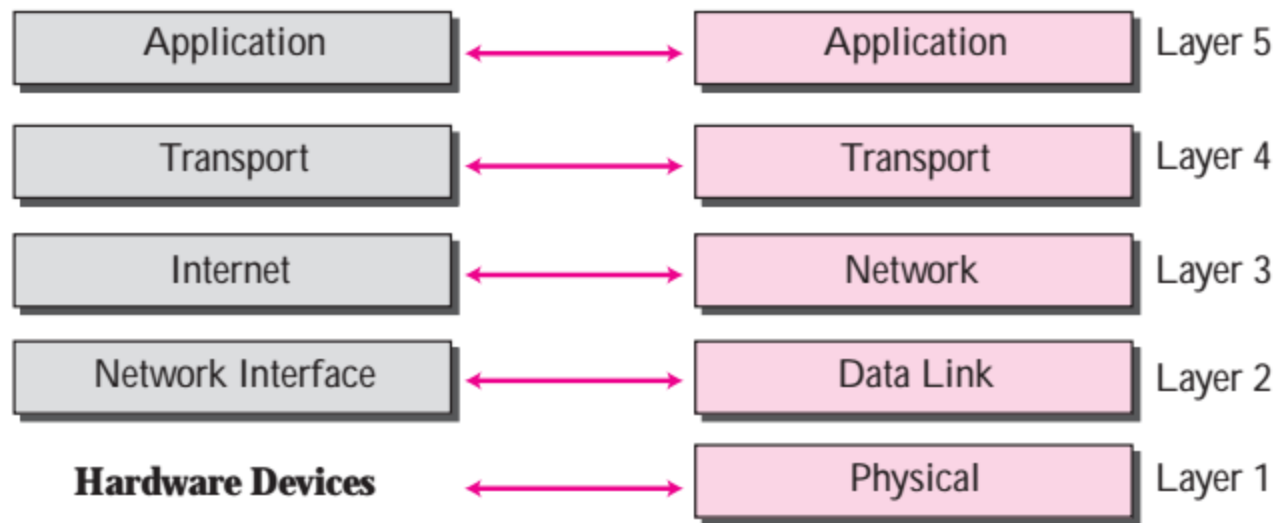 Application Application Layer 5
Transport Transport Layer 4
Internet Network Layer 3
Network Interface Data Link Layer 2
Hardware Devices Physical Layer 1